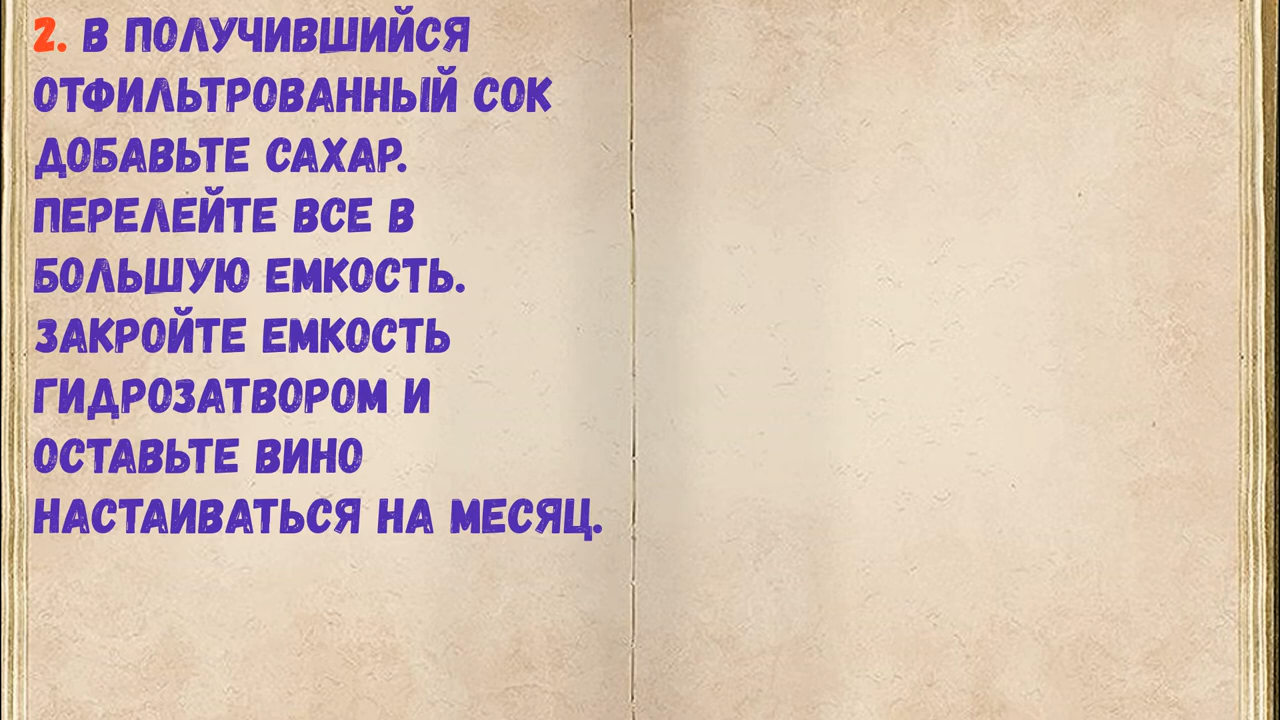 2. В ПОЛУЧИВШИЙСЯ
ОТФИЛЬТРОВАННЫЙ СОК
ДОБАВЬТЕ САХАР.
ПЕРЕЛЕЙТЕ ВСЕ В
БОЛЬШУЮ ЕМКОСТЬ.
ЗАКРОЙТЕ ЕМКОСТЬ
ГИДРОЗАТВОРОМ И
ОСТАВЬТЕ ВИНО
НАСТАИВАТЬСЯ НА МЕСЯЦ.